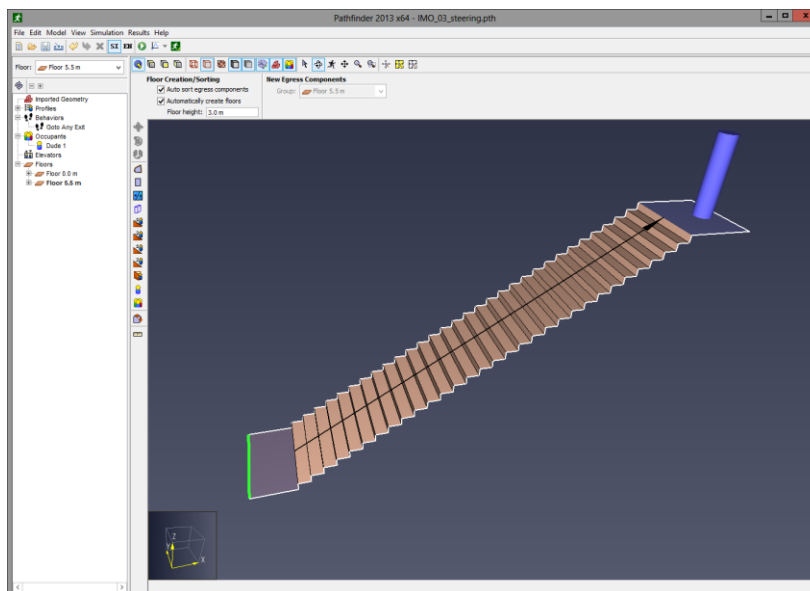 Pathfinder 2013 x64 - IMO_03_steering.pth
File Edit Model View Simulation Results Help
SI EN
Floor: Floor 5.5 m
Floor Creation/Sorting
New Egress Components
Auto sort egress components
Group: Floor 5.5 m
Automatically create floors
Floor height: 3.0 m
Imported Geometry
Profiles
Behaviors
Goto Any Exit
Occupants
Dude 1
Elevators
Floors
Floor 0.0 m
Floor 5.5 m
Z
Y
X